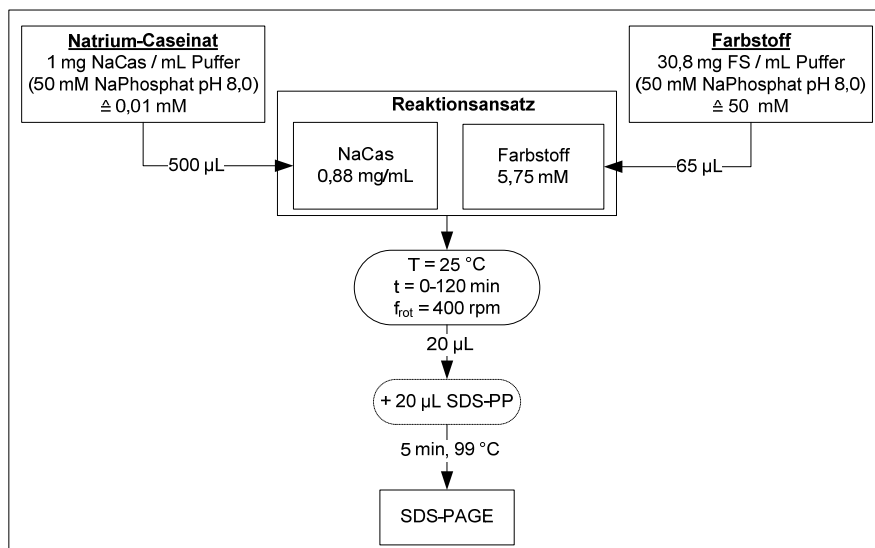 Natrium-Caseinat
1 mg NaCas / mL Puffer
(50 mM NaPhosphat pH 8,0)
≙ 0,01 mM
Farbstoff
30,8 mg FS / mL Puffer
(50 mM NaPhosphat pH 8,0)
≙ 50 mM
Reaktionsansatz
500 µL
NaCas
0,88 mg/mL
Farbstoff
5,75 mM
65 µL
T = 25 °C
t = 0-120 min
frot = 400 rpm
20 µL
+ 20 µL SDS-PP
5 min, 99 °C
SDS-PAGE